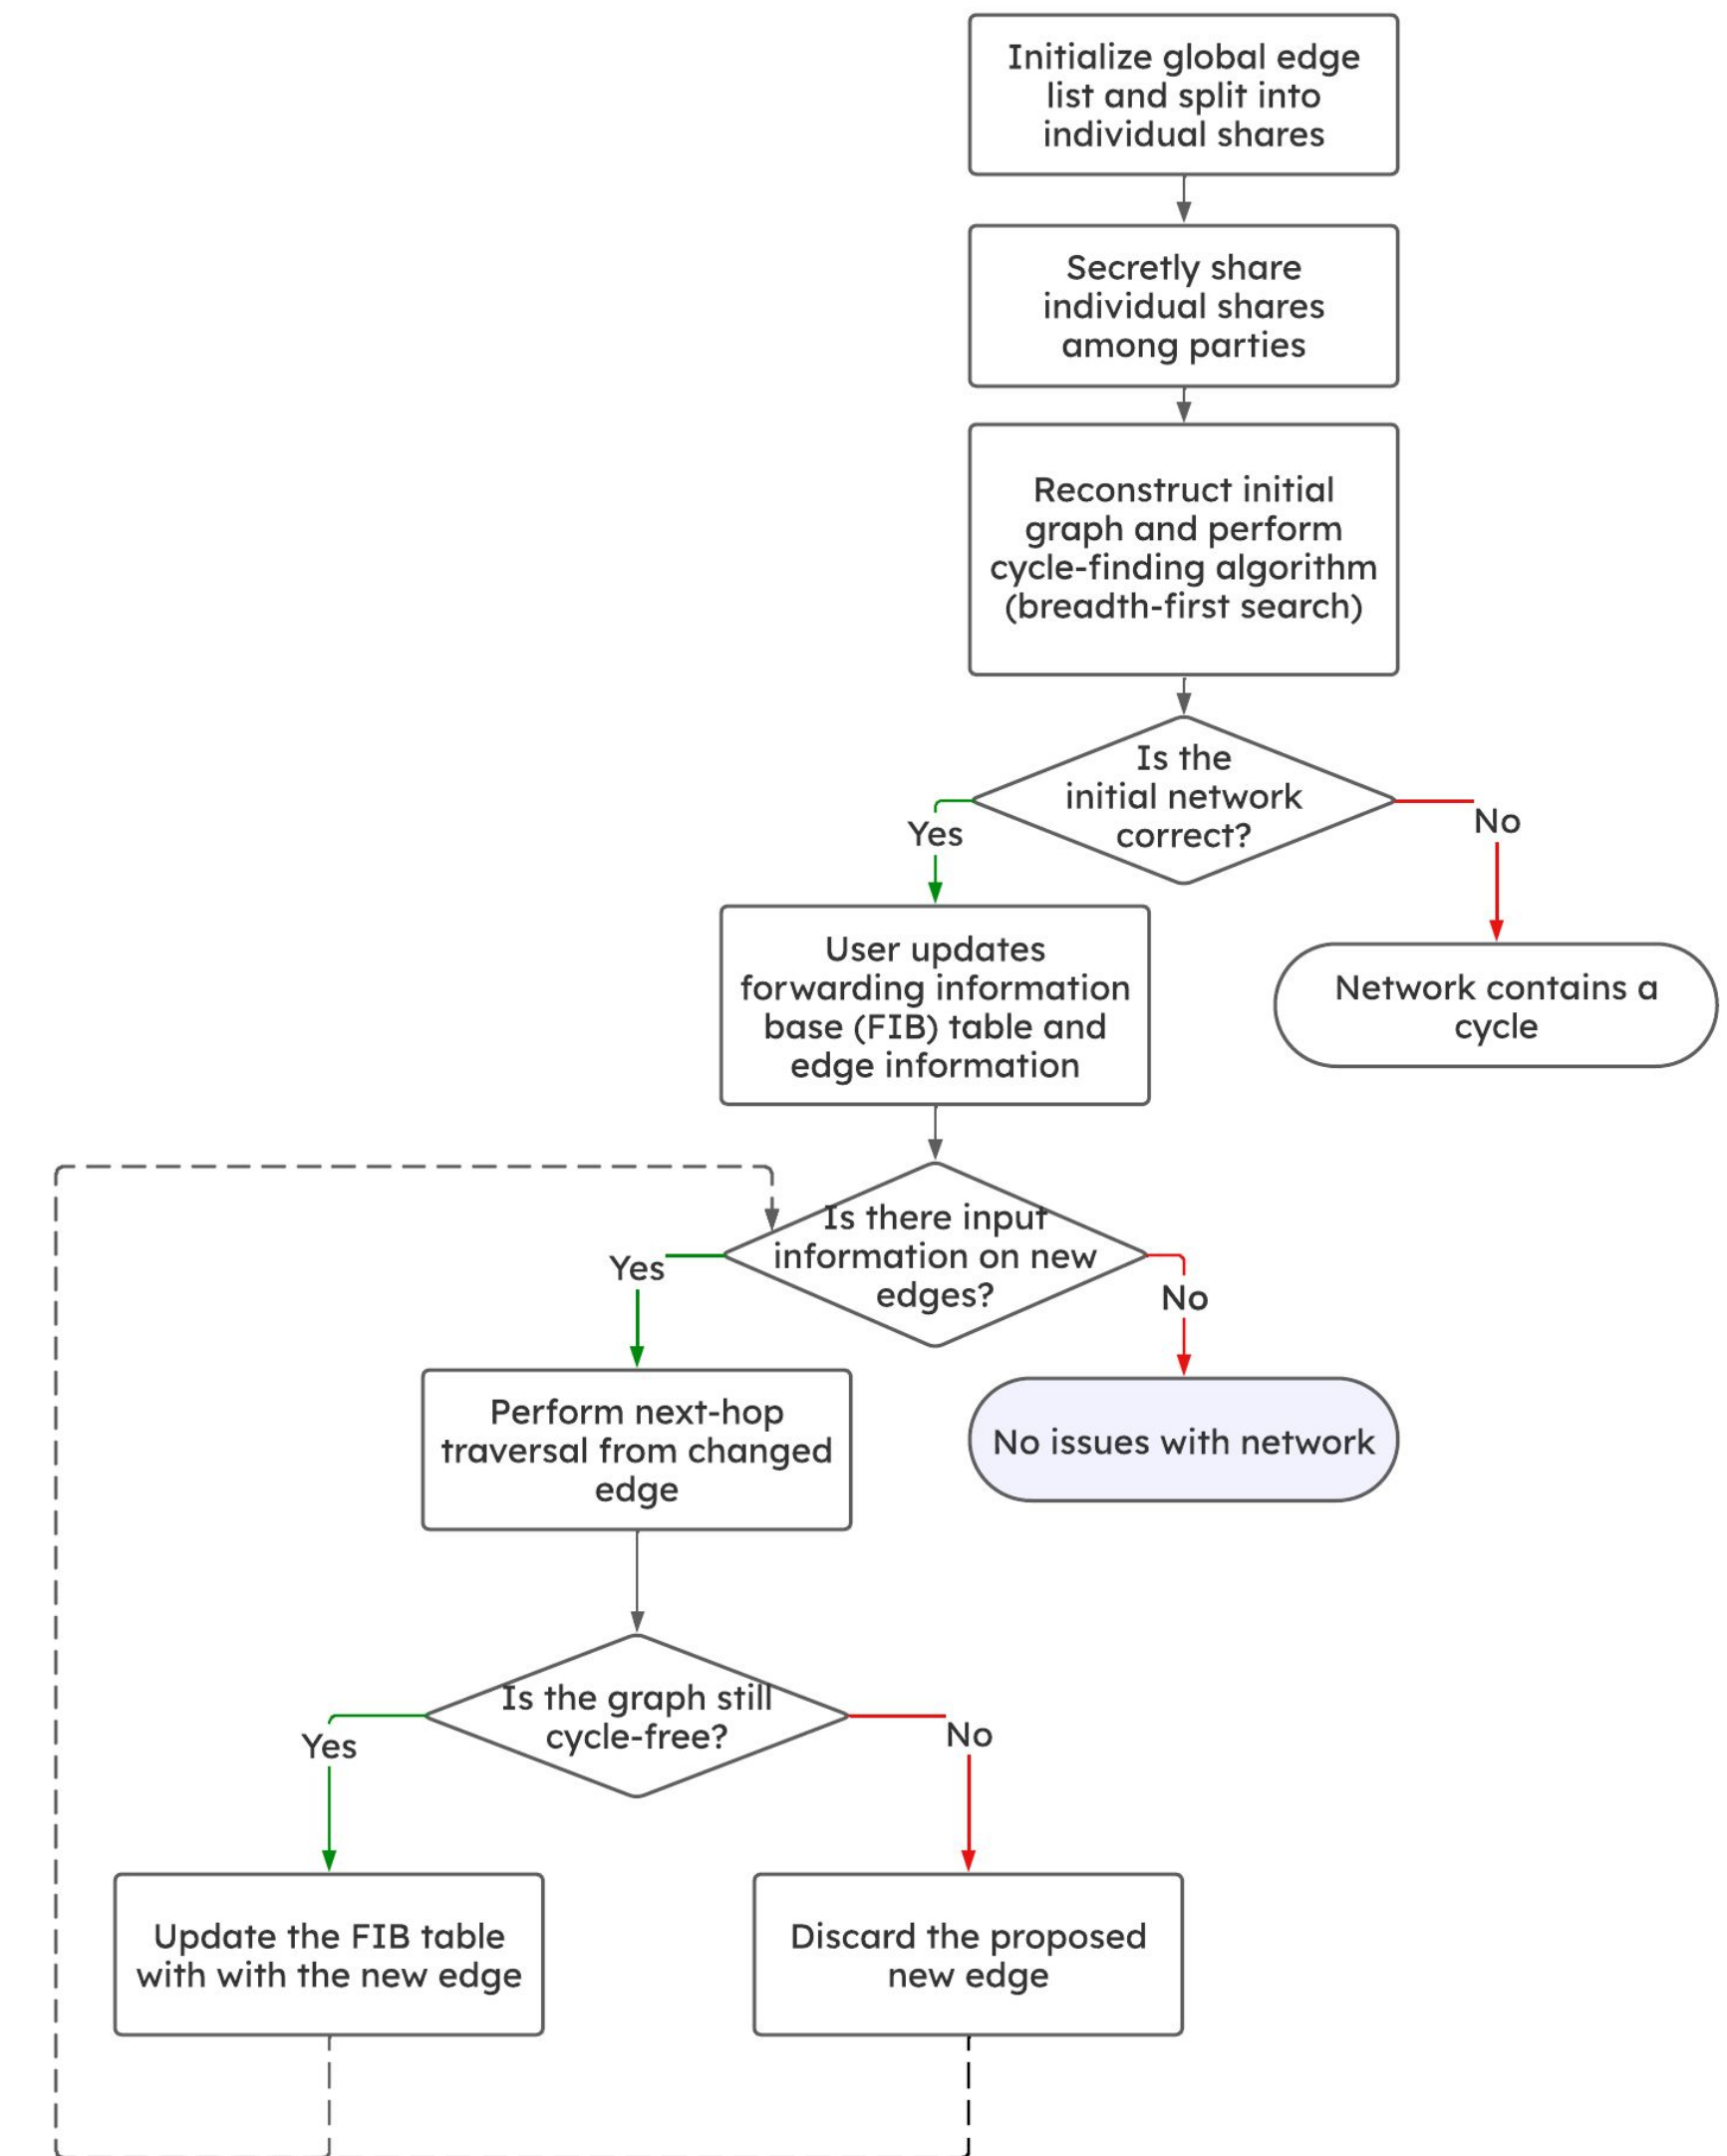 Initialize global edge
list and split into
individual shares
Secretly share
individual shares
among parties
Reconstruct initial
graph and perform
cycle-finding algorithm
(breadth-first search)
Is the
initial network
correct?
Yes
No
User updates
forwarding information
base (FIB) table and
edge information
Network contains a
cycle
Is there input
information on new
edges?
Yes
No
Perform next-hop
traversal from changed
edge
No issues with network
Is the graph still
cycle-free?
Yes
No
Update the FIB table
with with the new edge
Discard the proposed
new edge